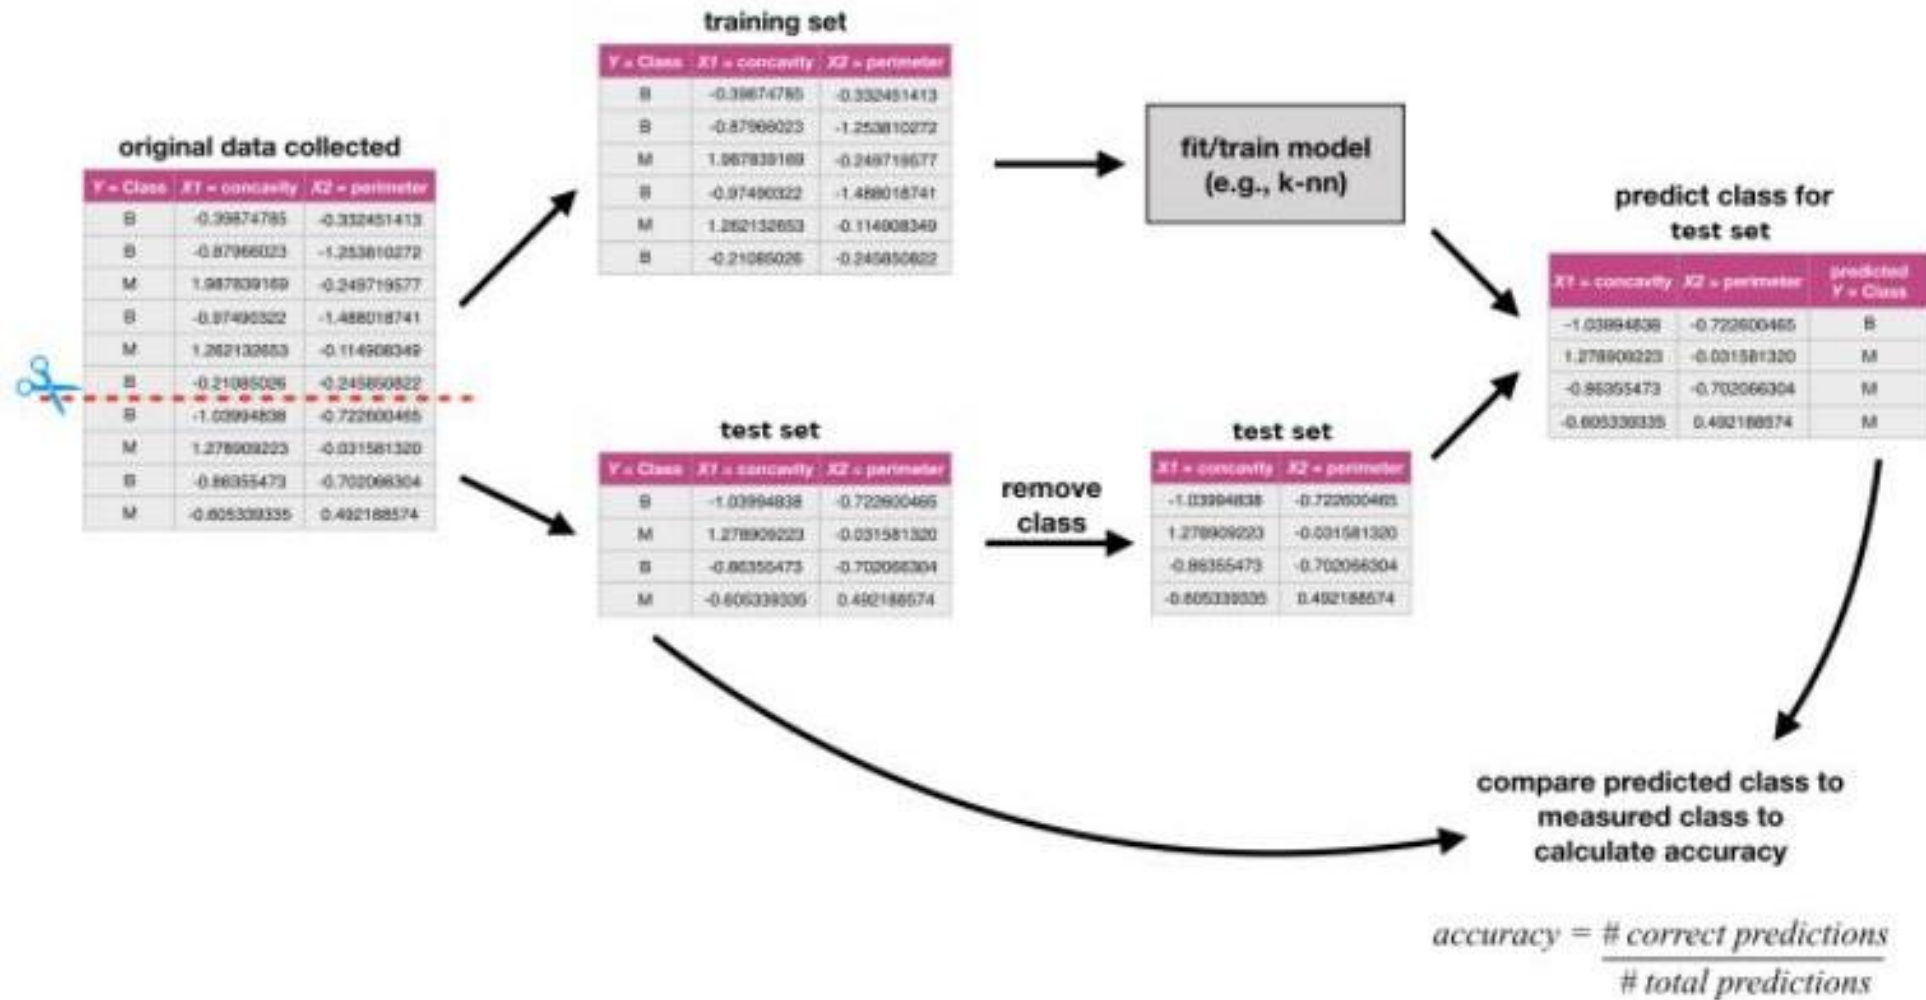 training set
Y = Class X1 = concavity X2 = perimeter
B -0.39874785 -0.332451413
B -0.87966023 -1.253810272
M 1.987839169 -0.249719577
B -0.97490322 -1.488018741
M 1.262132653 -0.114908349
B -0.21085026 -0.245850822
original data collected
Y = Class X1 = concavity X2 = perimeter
B -0.39874785 -0.332451413
B -0.87966023 -1.253810272
M 1.987839169 -0.249719577
B -0.97490322 -1.488018741
M 1.262132653 -0.114908349
B -0.21085026 -0.245850822
B -1.03994838 -0.722600465
M 1.278909223 -0.031581320
B -0.86355473 -0.702066304
M -0.605339335 0.492188574
fit/train model
(e.g., k-nn)
test set
Y = Class X1 = concavity X2 = perimeter
B -1.03994838 -0.722600465
M 1.278909223 -0.031581320
B -0.86355473 -0.702066304
M -0.605339335 0.492188574
remove
class
test set
X1 = concavity X2 = perimeter
-1.03994838 -0.722600465
1.278909223 -0.031581320
-0.86355473 -0.702066304
-0.605339335 0.492188574
predict class for
test set
X1 = concavity X2 = perimeter predicted
Y = Class
-1.03994838 -0.722600465 B
1.278909223 -0.031581320 M
-0.86355473 -0.702066304 M
-0.605339335 0.492188574 M
compare predicted class to
measured class to
calculate accuracy
accuracy = # correct predictions
# total predictions